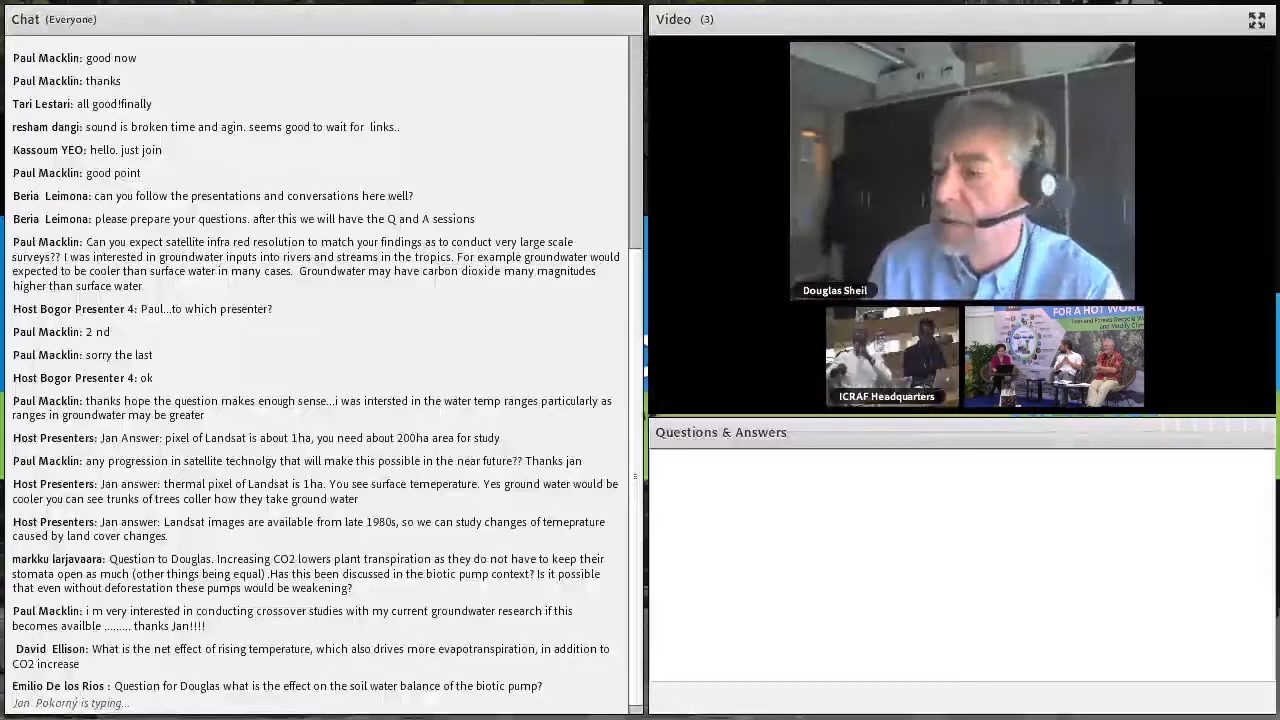 Chat (Everyone)
Paul Macklin: good now
Paul Macklin: thanks
Tari Lestari: all good!finally
resham dangi: sound is broken time and agin. seems good to wait for links..
Kassoum YEO: hello. just join
Paul Macklin: good point
Beria Leimona: can you follow the presentations and conversations here well?
Beria Leimona: please prepare your questions. after this we will have the Q and A sessions
Paul Macklin: Can you expect satellite infra red resolution to match your findings as to conduct very large scale
surveys?? I was interested in groundwater inputs into rivers and streams in the tropics. For example groundwater would
expected to be cooler than surface water in many cases. Groundwater may have carbon dioxide many magnitudes
higher than surface water
Host Bogor Presenter 4: Paul...to which presenter?
Paul Macklin: 2 nd
Paul Macklin: sorry the last
Host Bogor Presenter 4: ok
Paul Macklin: thanks hope the question makes enough sense...i was intersted in the water temp ranges particularly as
ranges in groundwater may be greater
Host Presenters: Jan Answer: pixel of Landsat is about 1ha, you need about 200ha area for study
Paul Macklin: any progression in satellite technolgy that will make this possible in the near future?? Thanks jan
Host Presenters: Jan answer: thermal pixel of Landsat is 1ha. You see surface temeperature. Yes ground water would be
cooler you can see trunks of trees coller how they take ground water
Host Presenters: Jan answer: Landsat images are available from late 1980s, so we can study changes of temeprature
caused by land cover changes.
markku larjavaara: Question to Douglas. Increasing CO2 lowers plant transpiration as they do not have to keep their
stomata open as much (other things being equal) .Has this been discussed in the biotic pump context? Is it possible
that even without deforestation these pumps would be weakening?
Paul Macklin: i m very interested in conducting crossover studies with my current groundwater research if this
becomes availble ........, thanks Jan!!!!
David Ellison: What is the net effect of rising temperature, which also drives more evapotranspiration, in addition to
CO2 increase
Emilio De los Rios : Question for Douglas what is the effect on the soil water balance of the biotic pump?
Jan Pokorný is typing...
Video (3)
Douglas Sheil
ICRAF Headquarters
FOR A HOT WORL
Tree and Forests Recycle W
and Modify Clim
Questions & Answers